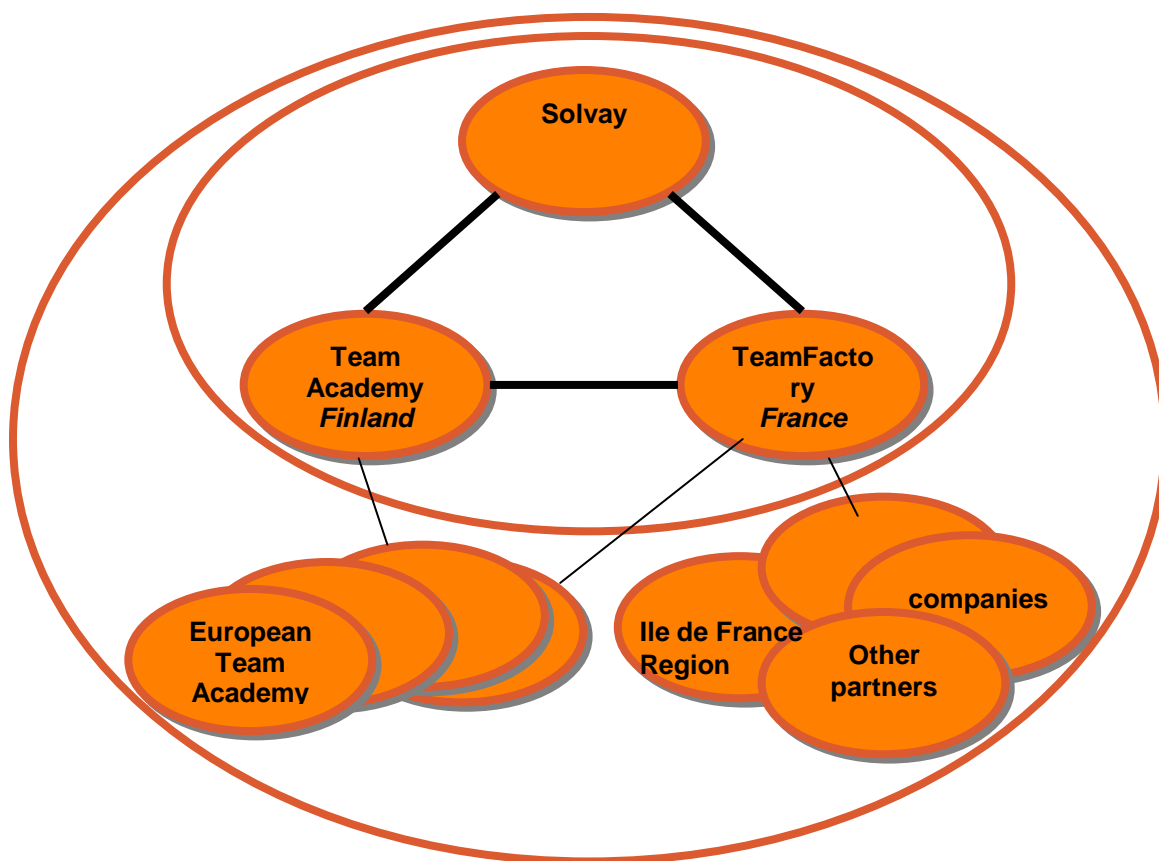 Solvay
Team
Academy
Finland
TeamFacto
ry
France
European
Team
Academy
Ile de France
Region
companies
Other
partners